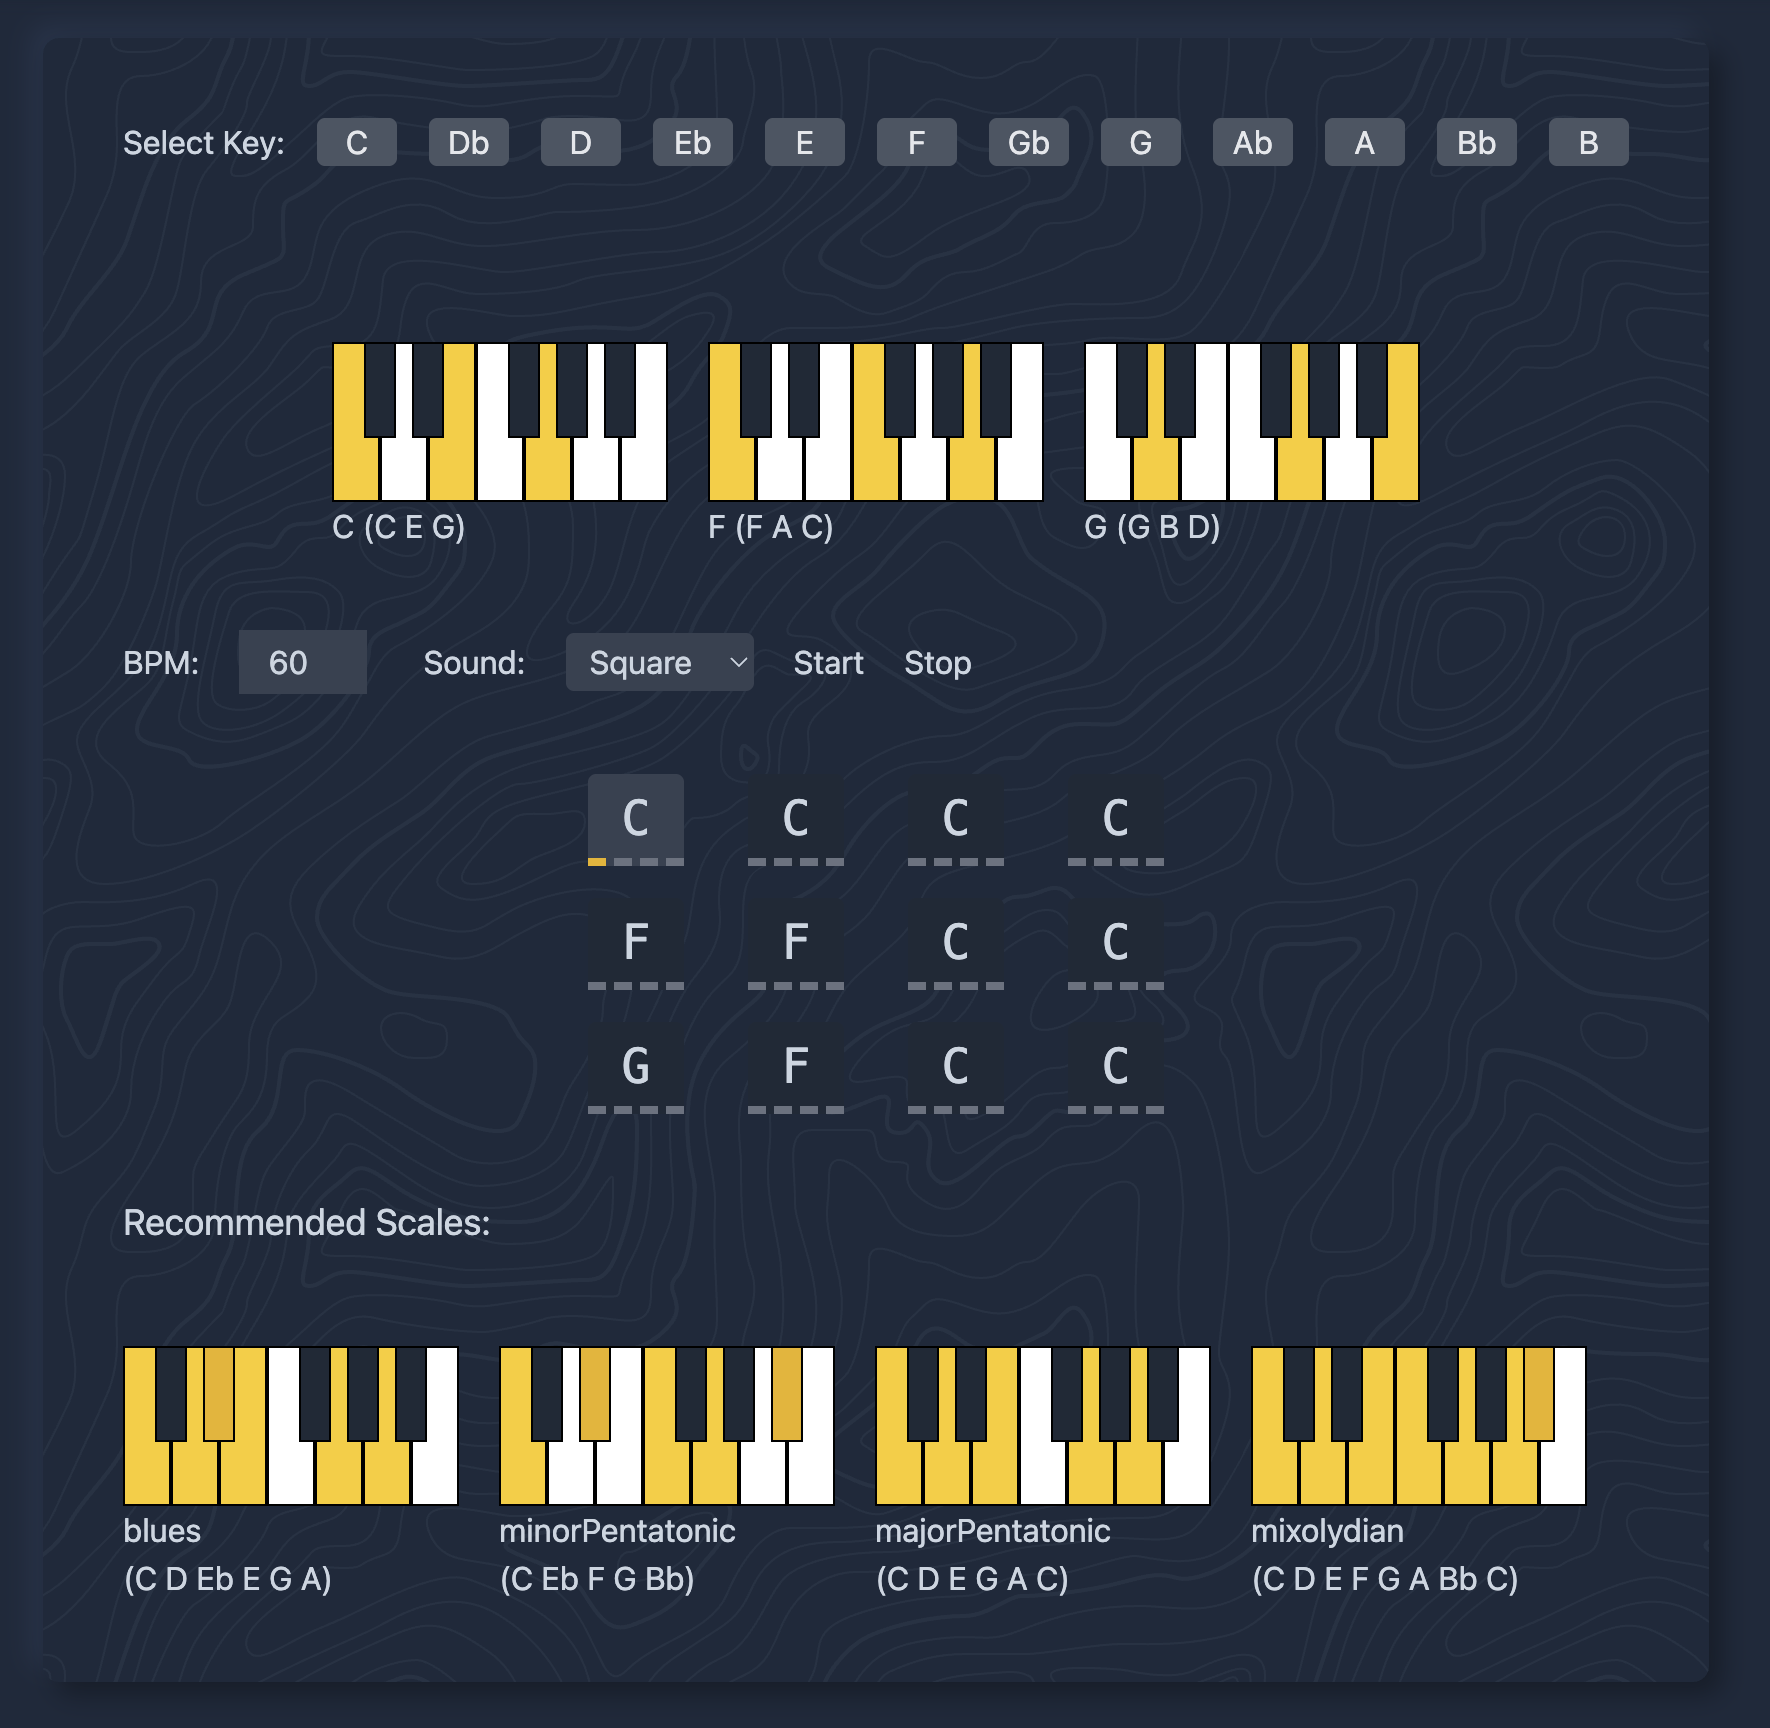 Select Key: C Db D Eb E F Gb G Ab A Bb B
C (C E G) F (F A C) G (G B D)
BPM: 60 Sound: Square Start Stop
C C C C
F F C C
G F C C
Recommended Scales:
blues minorPentatonic majorPentatonic mixolydian
(C D Eb E G A) (C Eb F G Bb) (C D E G A C) (C D E F G A Bb C)